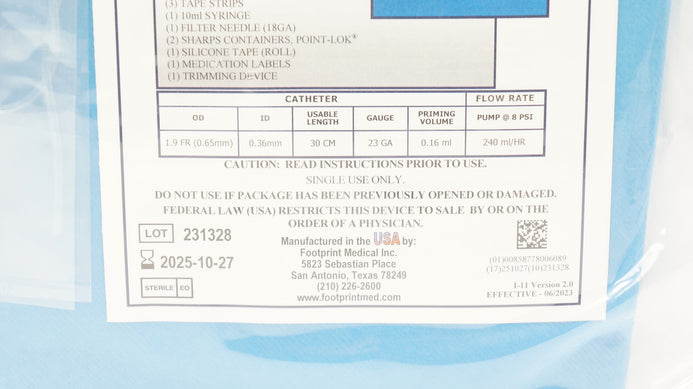 (3) TAPE STRIPS
(1) 10ml SYRINGE
(1) FILTER NEEDLE (18GA)
(2) SHARPS CONTAINERS, POINT-LOK®
(1) SILICONE TAPE (ROLL)
(1) MEDICATION LABELS
(1) TRIMMING DEVICE
CATHETER FLOW RATE
OD ID USABLE LENGTH GAUGE PRIMING VOLUME PUMP @ 8 PSI
1.9 FR (0.65mm) 0.36mm 30 CM 23 GA 0.16 ml 240 ml/HR
CAUTION: READ INSTRUCTIONS PRIOR TO USE.
SINGLE USE ONLY.
DO NOT USE IF PACKAGE HAS BEEN PREVIOUSLY OPENED OR DAMAGED.
FEDERAL LAW (USA) RESTRICTS THIS DEVICE TO SALE BY OR ON THE
ORDER OF A PHYSICIAN.
LOT 231328
2025-10-27
STERILE EO
Manufactured in the USA by:
Footprint Medical Inc.
5823 Sebastian Place
San Antonio, Texas 78249
(210) 226-2600
www.footprintmed.com
(01)00858778006089
(17)251027(10)231328
I-11 Version 2.0
EFFECTIVE - 06/2023